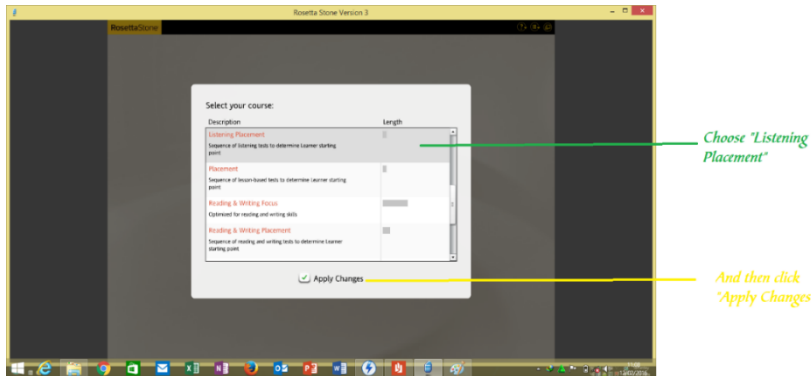 Rosetta Stone Version 3
RosettaStone
Select your course:
Description Length
Listening Placement
Sequence of listening tests to determine Learner starting
point
Placement
Sequence of lesson-based tests to determine Learner starting
point
Reading & Writing Focus
Optimized for reading and writing skills
Reading & Writing Placement
Sequence of reading and writing tests to determine Learner
starting point
Apply Changes
Choose "Listening
Placement"
And then click
"Apply Changes